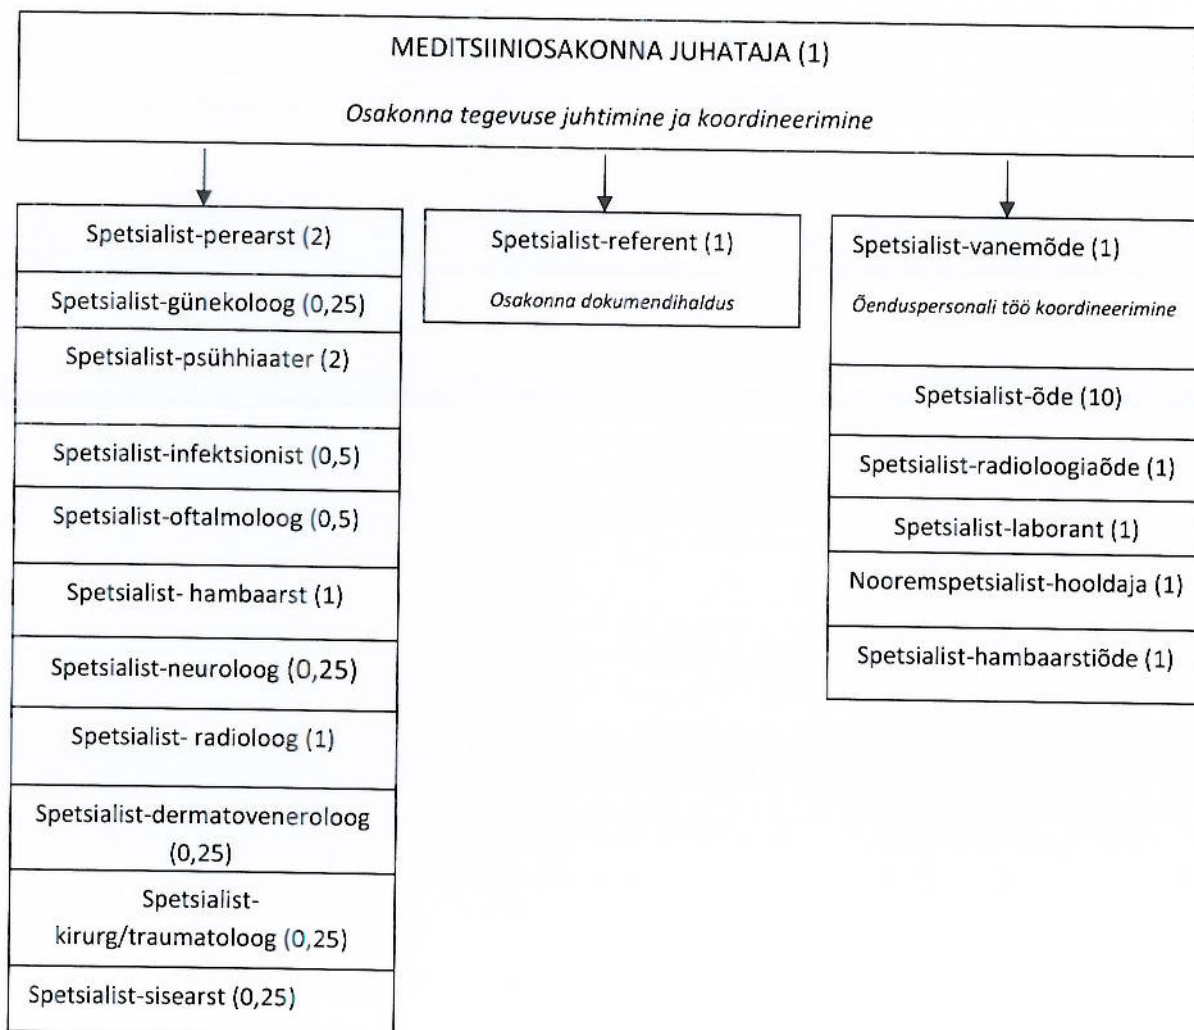 MEDITSIINIOSAKONNA JUHATAJA (1)
Osakonna tegevuse juhtimine ja koordineerimine
Spetsialist-perearst (2)
Spetsialist-günekoloog (0,25)
Spetsialist-psühhiaater (2)
Spetsialist-infektsionist (0,5)
Spetsialist-oftalmoloog (0,5)
Spetsialist- hambaarst (1)
Spetsialist-neuroloog (0,25)
Spetsialist- radioloog (1)
Spetsialist-dermatoveneroloog
(0,25)
Spetsialist-
kirurg/traumatoloog (0,25)
Spetsialist-sisearst (0,25)
Spetsialist-referent (1)
Osakonna dokumendihaldus
Spetsialist-vanemõde (1)
Õenduspersonali töö koordineerimine
Spetsialist-õde (10)
Spetsialist-radioloogiaõde (1)
Spetsialist-laborant (1)
Nooremspetsialist-hooldaja (1)
Spetsialist-hambaarstiõde (1)